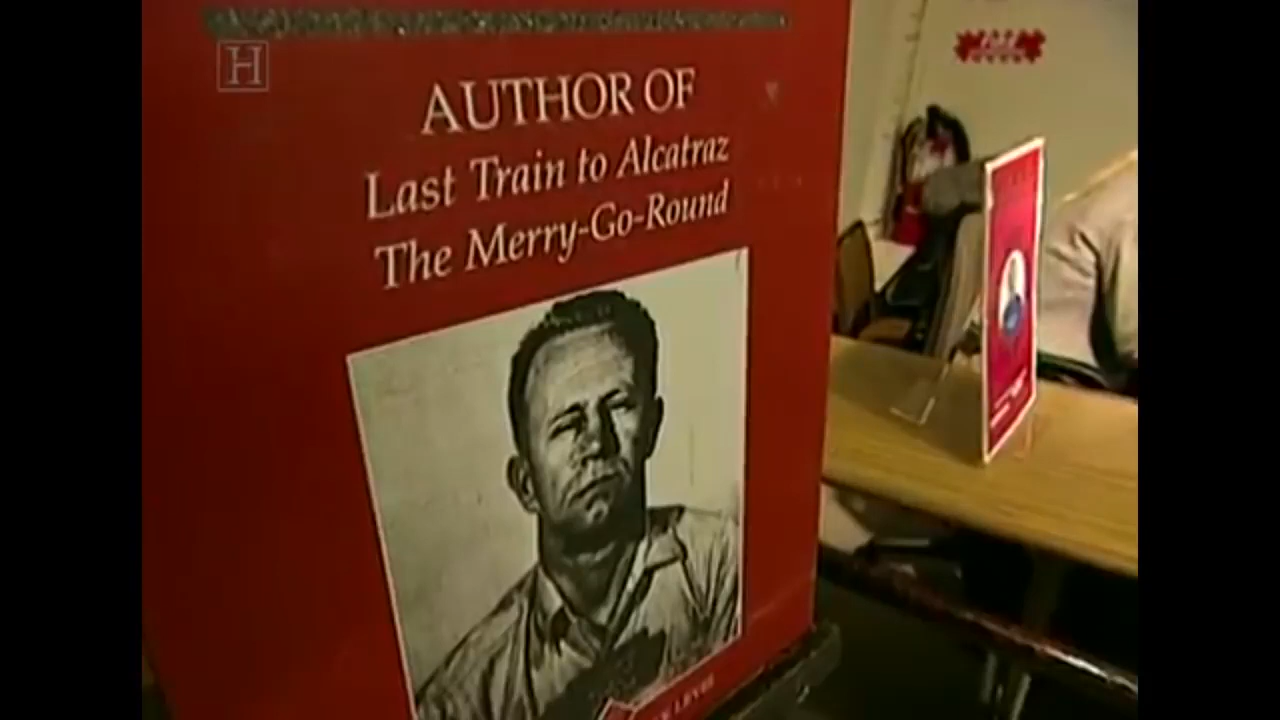 H
AUTHOR OF
Last Train to Alcatraz
The Merry-Go-Round